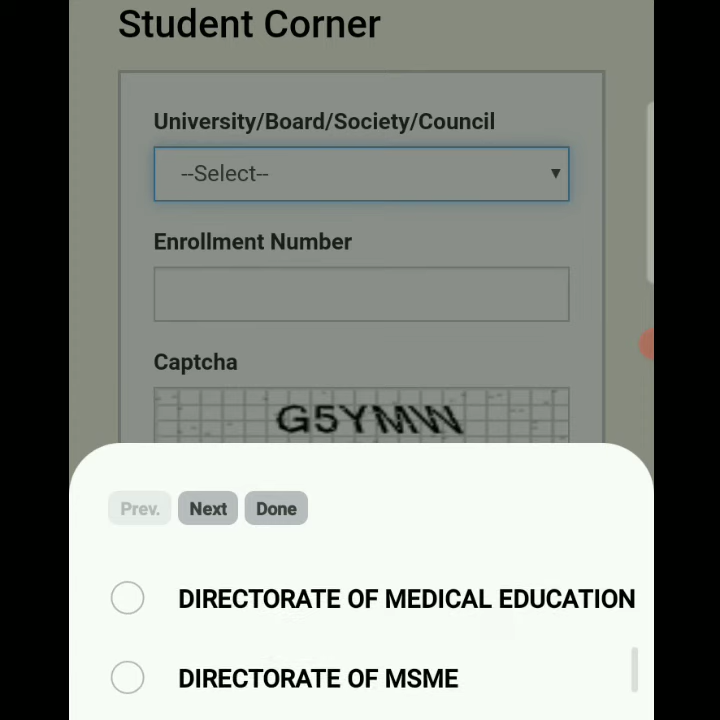 Student Corner
University/Board/Society/Council
--Select--
Enrollment Number
Captcha
G5YMW
Prev. Next Done
DIRECTORATE OF MEDICAL EDUCATION
DIRECTORATE OF MSME